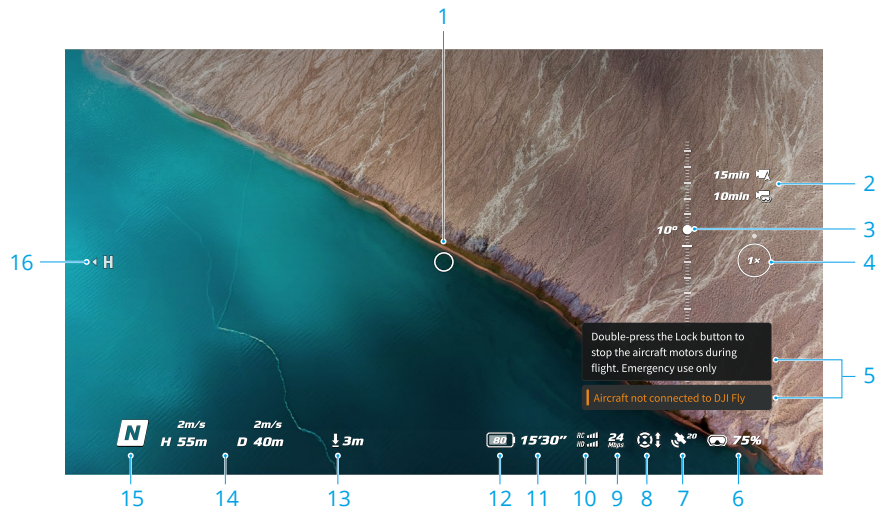 1
15min
2
10min
10°
3
16
H
1×
4
Double-press the Lock button to
stop the aircraft motors during
flight. Emergency use only
5
Aircraft not connected to DJI Fly
N
2m/s
H 55m
2m/s
D 40m
3m
80
15'30"
RC
HD
24
Mbps
20
75%
15
14
13
12
11
10
9
8
7
6